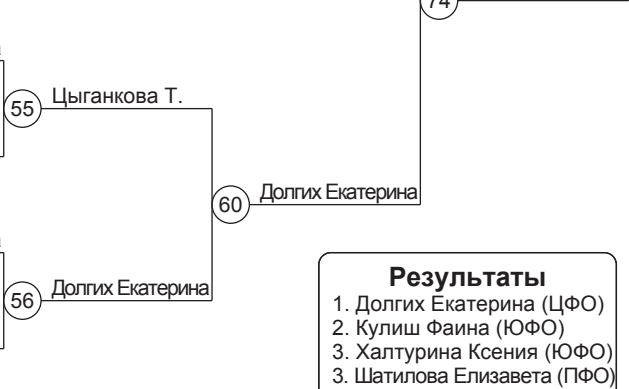 74
55
Цыганкова Т.
60
Долгих Екатерина
56
Долгих Екатерина
Результаты
1. Долгих Екатерина (ЦФО)
2. Кулиш Фаина (ЮФО)
3. Халтурина Ксения (ЮФО)
3. Шатилова Елизавета (ПФО)